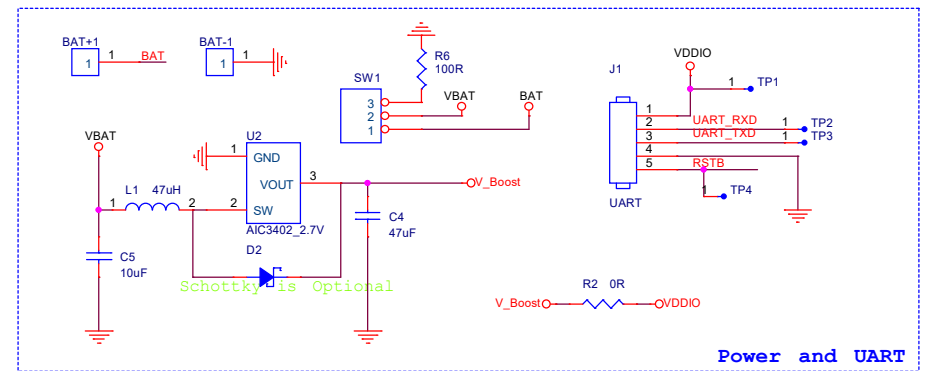 BAT+1
1
1
BAT
BAT-1
1
1
R6
100R
SW1
3
2
1
VBAT
BAT
J1
1
2
3
4
5
UART
VDDIO
1
TP1
UART_RXD
1
TP2
UART_TXD
1
TP3
RSTB
1
TP4
VBAT
1
L1 47uH
2
U2
1
GND
VOUT
3
2
SW
AIC3402_2.7V
V_Boost
C4
47uF
C5
10uF
D2
Schottky is Optional
R2 0R
V_Boost
VDDIO
Power and UART